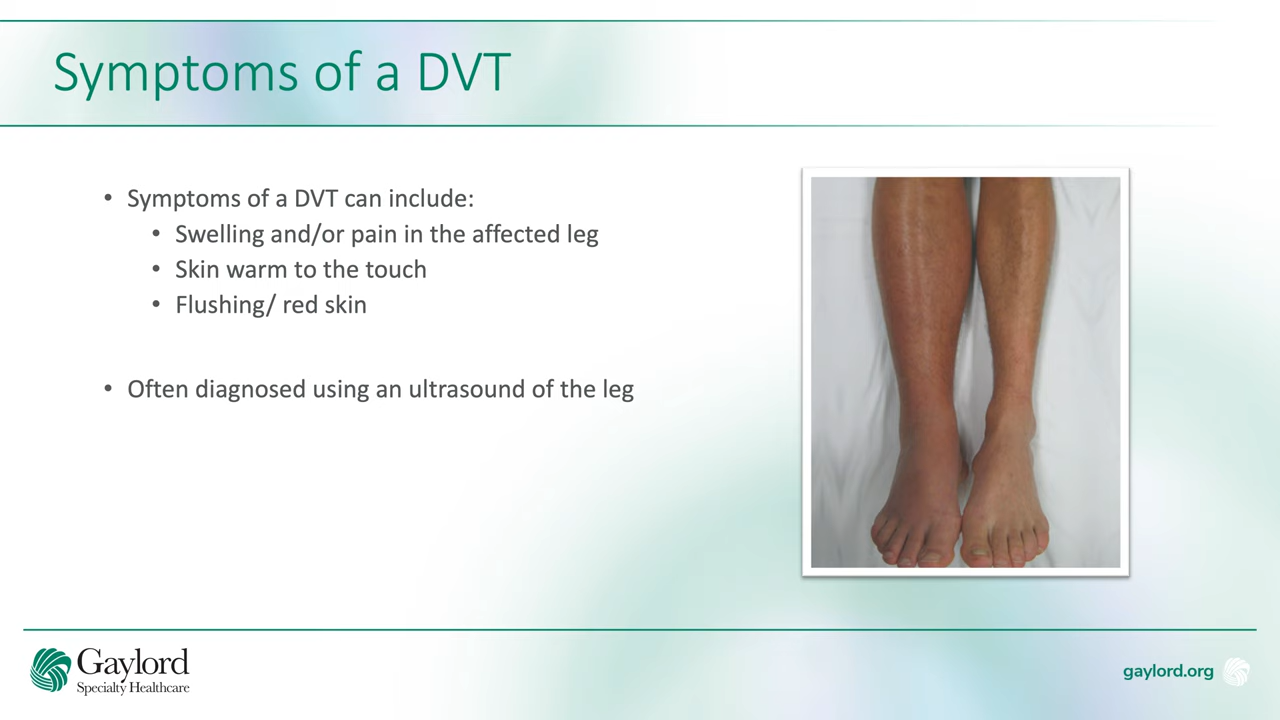 Symptoms of a DVT
• Symptoms of a DVT can include:
• Swelling and/or pain in the affected leg
• Skin warm to the touch
• Flushing/ red skin
• Often diagnosed using an ultrasound of the leg
Gaylord
Specialty Healthcare
gaylord.org